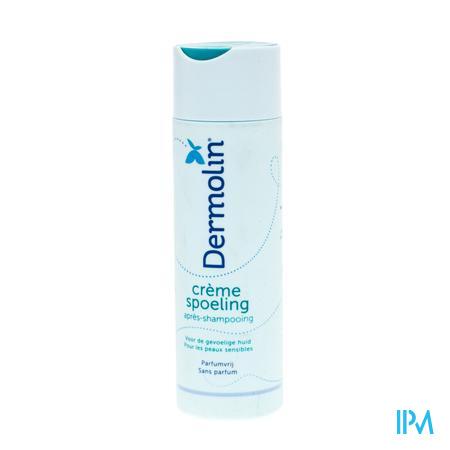 Dermolin®
crème
spoeling
après-shampooing
Voor de gevoelige huid
Pour les peaux sensibles
Parfumvrij
Sans parfum
IPM